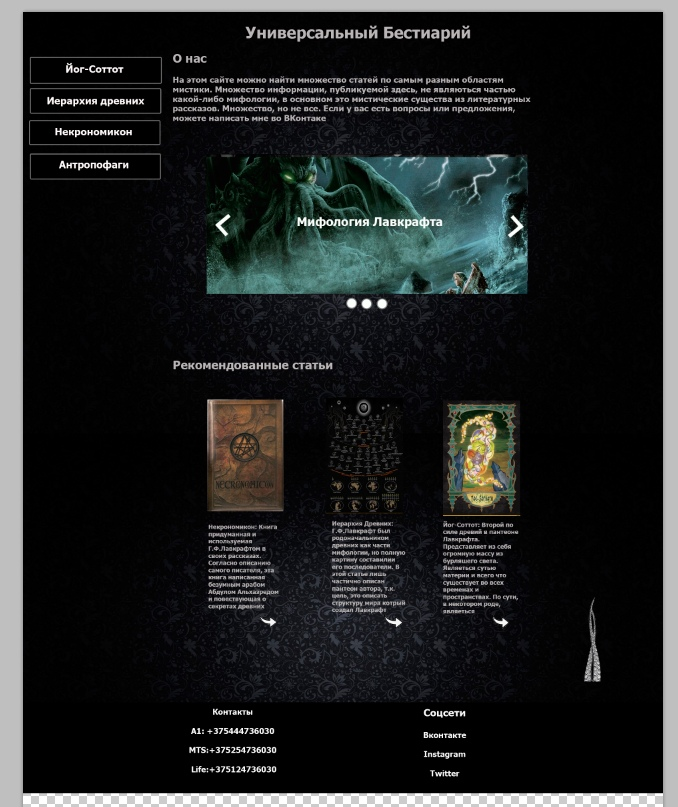 Универсальный Бестиарий
Йог-Соттот
Иерархия древних
Некрономикон
Антропофаги
О нас
На этом сайте можно найти множество статей по самым разным областям
мистики. Множество информации, публикуемой здесь, не являються частью
какой-либо мифологии, в основном это мистические существа из литературных
рассказов. Множество, но не все. Если у вас есть вопросы или предложения,
можете написать мне во ВКонтаке
Мифология Лавкрафта
Рекомендованные статьи
NECRONOMICON
Некрономикон: Книга
придуманная и
используемая
Г.Ф.Лавкрафтом в
своих рассказах.
Согласно описанию
самого писателя, эта
книга написанная
безумным арабом
Абдулом Альхазредом
и повествующая о
секретах древних
Иерархия Древних:
Г.Ф.Лавкрафт был
родоначальником
древних как части
мифологии, но полную
картину составили
его последователи. В
этой статье лишь
частично описан
пантеон автора, т.к.
цель, это описать
структуру мира котрый
создал Лавкрафт
Йог-Соттот: Второй по
силе древий в пантеоне
Лавкрафта.
Представляет из себя
огромную массу из
бурлящего света.
Являеться сутью
материи и всего что
существует во всех
временах и
пространствах. По сути,
в некотором роде,
являеться
Контакты
A1: +375444736030
MTS:+375254736030
Life:+375124736030
Соцсети
Вконтакте
Instagram
Twitter